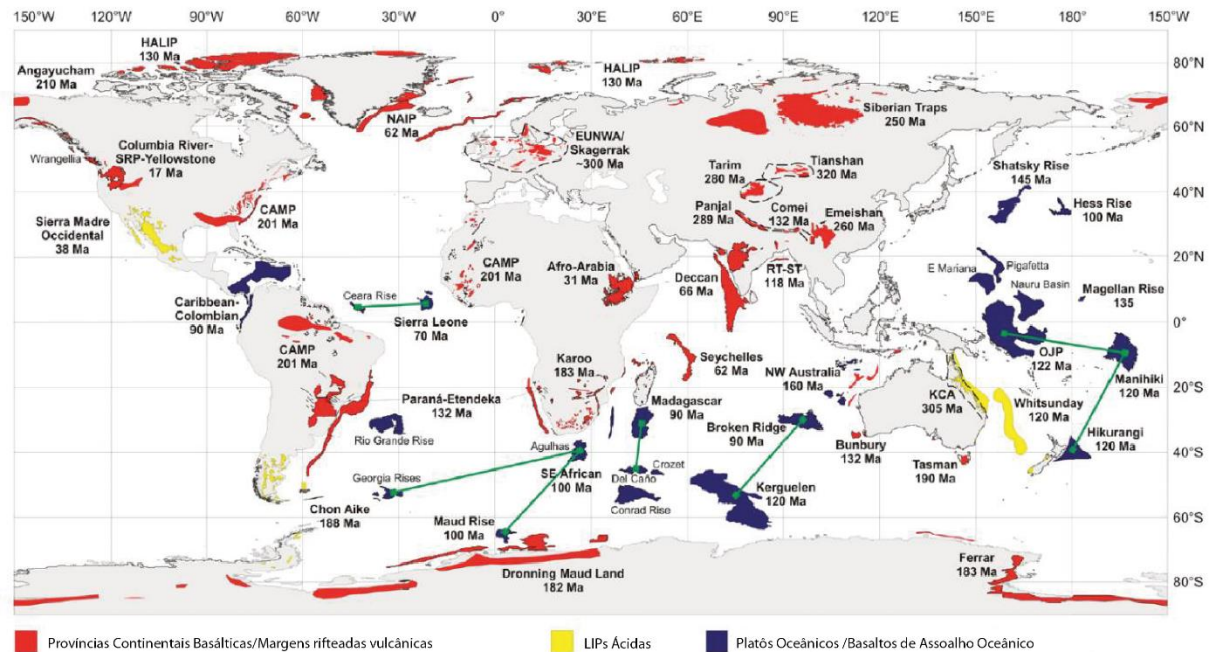 150°W 120°W 90°W 60°W 30°W 0°E 30°E 60°E 90°E 120°E 150°E 180° 150°W
HALIP
130 Ma
Angayucham
210 Ma
HALIP
130 Ma
80°N
NAIP
62 Ma
Siberian Traps
250 Ma
60°N
Columbia River-
SRP-Yellowstone
17 Ma
Wrangellia
EUNWA/
Skagerrak
~300 Ma
Tarim
280 Ma
Tianshan
320 Ma
Shatsky Rise
145 Ma
40°N
Sierra Madre
Occidental
38 Ma
CAMP
201 Ma
Panjal
289 Ma
Comei
132 Ma
Emeishan
260 Ma
Hess Rise
100 Ma
CAMP
201 Ma
Afro-Arabia
31 Ma
Deccan
66 Ma
RT-ST
118 Ma
E Mariana
Pigafetta
20°N
Caribbean-
Colombian
90 Ma
Ceara Rise
Sierra Leone
70 Ma
Nauru Basin
Magellan Rise
135
0°
CAMP
201 Ma
Karoo
183 Ma
Seychelles
62 Ma
NW Australia
160 Ma
OJP
122 Ma
Manihiki
120 Ma
20°S
Paraná-Etendeka
132 Ma
Madagascar
90 Ma
KCA
305 Ma
Whitsunday
120 Ma
Rio Grande Rise
Broken Ridge
90 Ma
Bunbury
132 Ma
Hikurangi
120 Ma
Agulhas
SE African
100 Ma
Crozet
Del Caño
Conrad Rise
Tasman
190 Ma
40°S
Georgia Rises
Kerguelen
120 Ma
Chon Aike
188 Ma
Maud Rise
100 Ma
60°S
Dronning Maud Land
182 Ma
Ferrar
183 Ma
80°S
Províncias Continentais Basálticas/Margens rifteadas vulcânicas
LIPs Ácidas
Platôs Oceânicos /Basaltos de Assoalho Oceânico